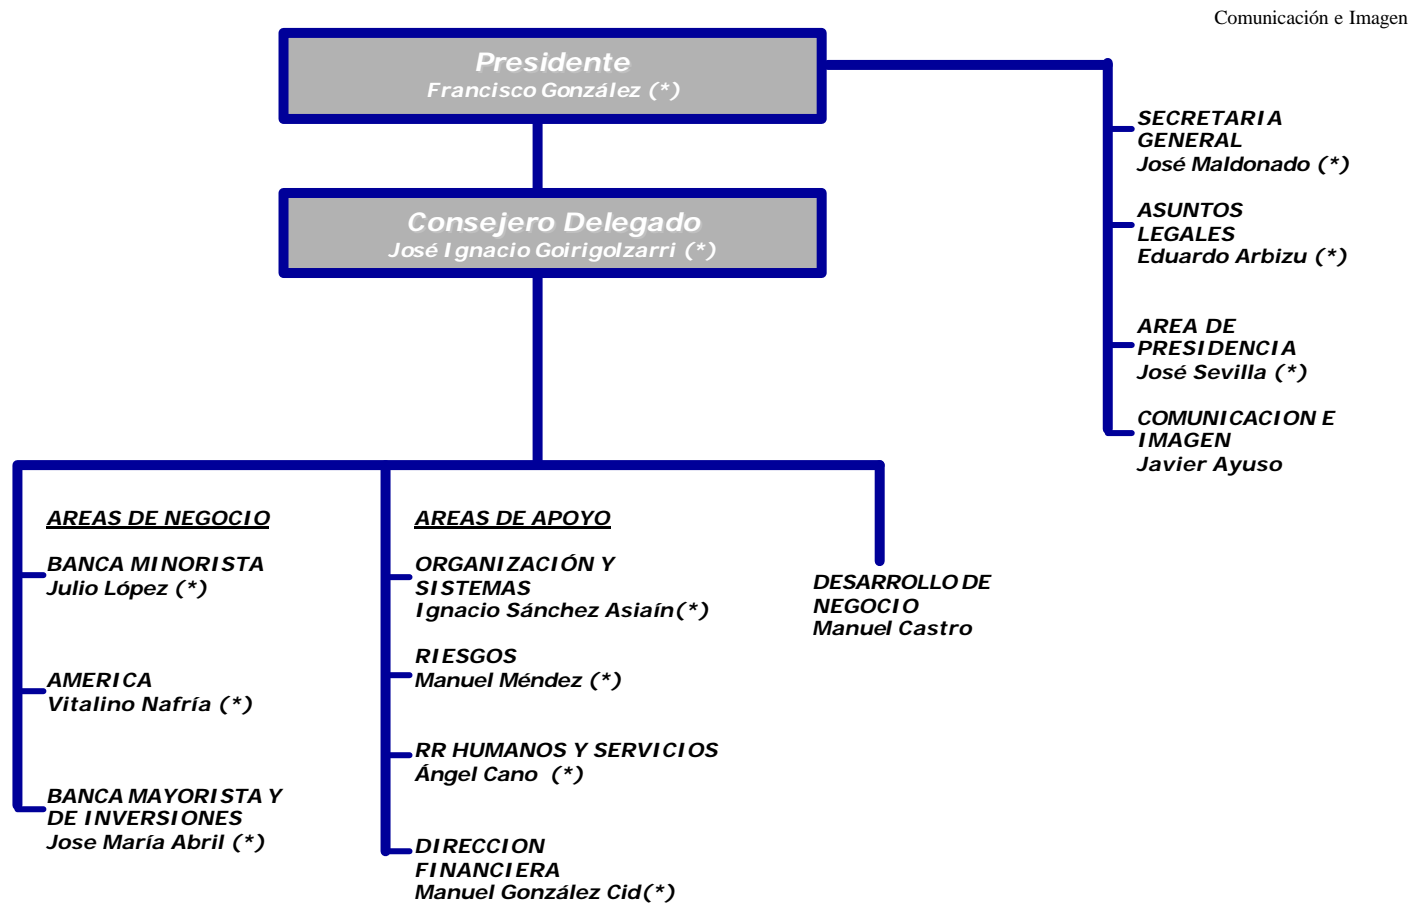 Comunicación e Imagen
Presidente
Francisco González (*)
Consejero Delegado
José Ignacio Goirigolzarri (*)
SECRETARIA
GENERAL
José Maldonado (*)
ASUNTOS
LEGALES
Eduardo Arbizu (*)
AREA DE
PRESIDENCIA
José Sevilla (*)
COMUNICACION E
IMAGEN
Javier Ayuso
AREAS DE NEGOCIO
BANCA MINORISTA
Julio López (*)
AMERICA
Vitalino Nafría (*)
BANCA MAYORISTA Y
DE INVERSIONES
Jose María Abril (*)
AREAS DE APOYO
ORGANIZACIÓN Y
SISTEMAS
Ignacio Sánchez Asiaín(*)
RIESGOS
Manuel Méndez (*)
RR HUMANOS Y SERVICIOS
Ángel Cano (*)
DIRECCION
FINANCIERA
Manuel González Cid(*)
DESARROLLO DE
NEGOCIO
Manuel Castro